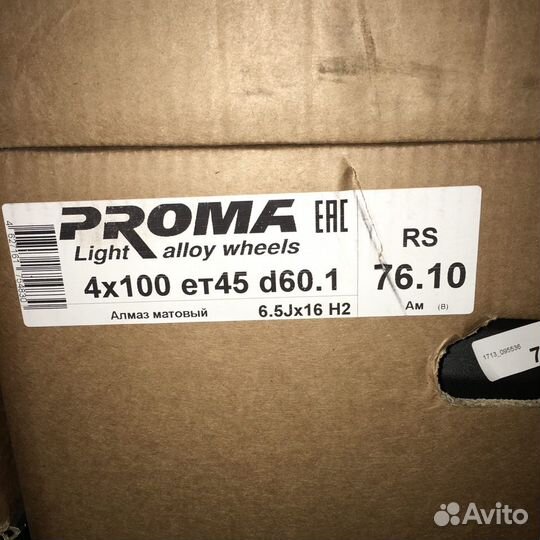 PROMA EAC
Light alloy wheels
4x100 ет45 d60.1
Алмаз матовый 6.5Jx16 H2
RS
76.10
Ам (В)
1713_095536
7
Avito